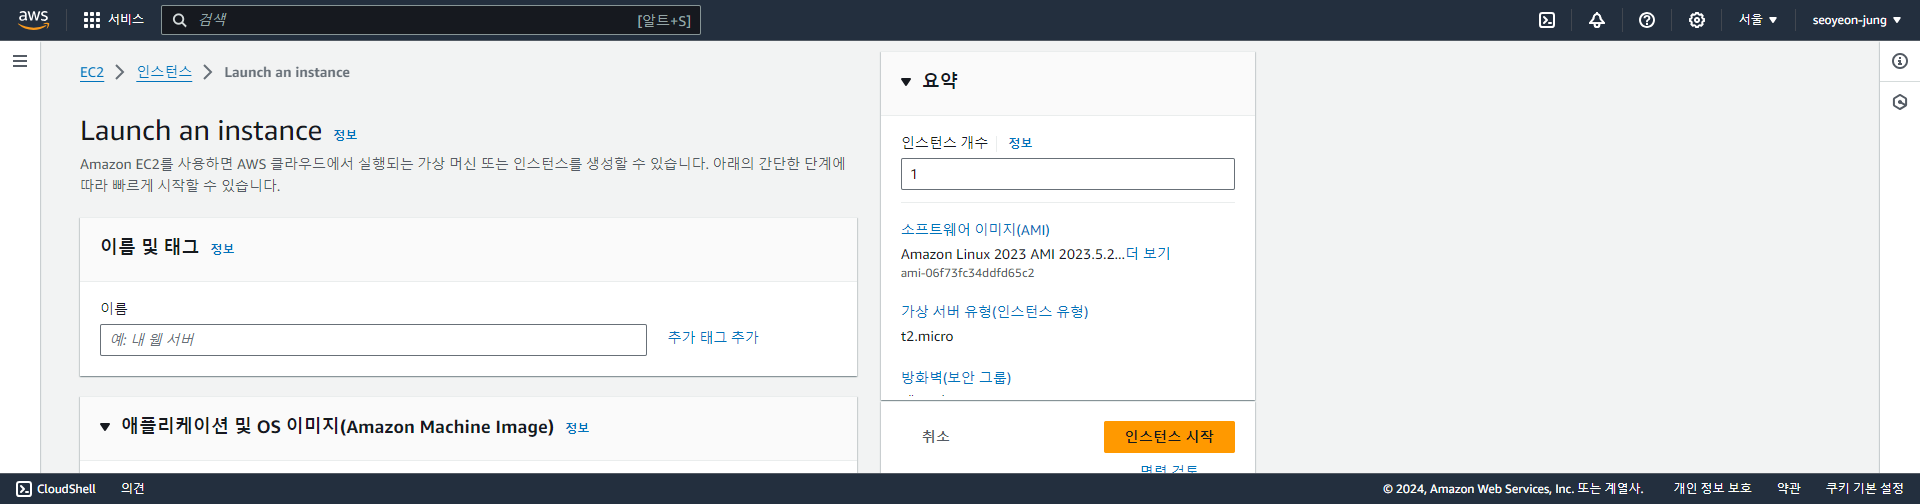 aws
서비스
검색
[알트+S]
서울
seoyeon-jung
EC2 > 인스턴스 > Launch an instance
Launch an instance 정보
Amazon EC2를 사용하면 AWS 클라우드에서 실행되는 가상 머신 또는 인스턴스를 생성할 수 있습니다. 아래의 간단한 단계에
따라 빠르게 시작할 수 있습니다.
이름 및 태그 정보
이름
예: 내 웹 서버
추가 태그 추가
애플리케이션 및 OS 이미지(Amazon Machine Image) 정보
요약
인스턴스 개수 정보
1
소프트웨어 이미지(AMI)
Amazon Linux 2023 AMI 2023.5.2...더 보기
ami-06f73fc34ddfd65c2
가상 서버 유형(인스턴스 유형)
t2.micro
방화벽(보안 그룹)
취소
인스턴스 시작
명령 검토
CloudShell
의견
© 2024, Amazon Web Services, Inc. 또는 계열사.
개인 정보 보호
약관
쿠키 기본 설정